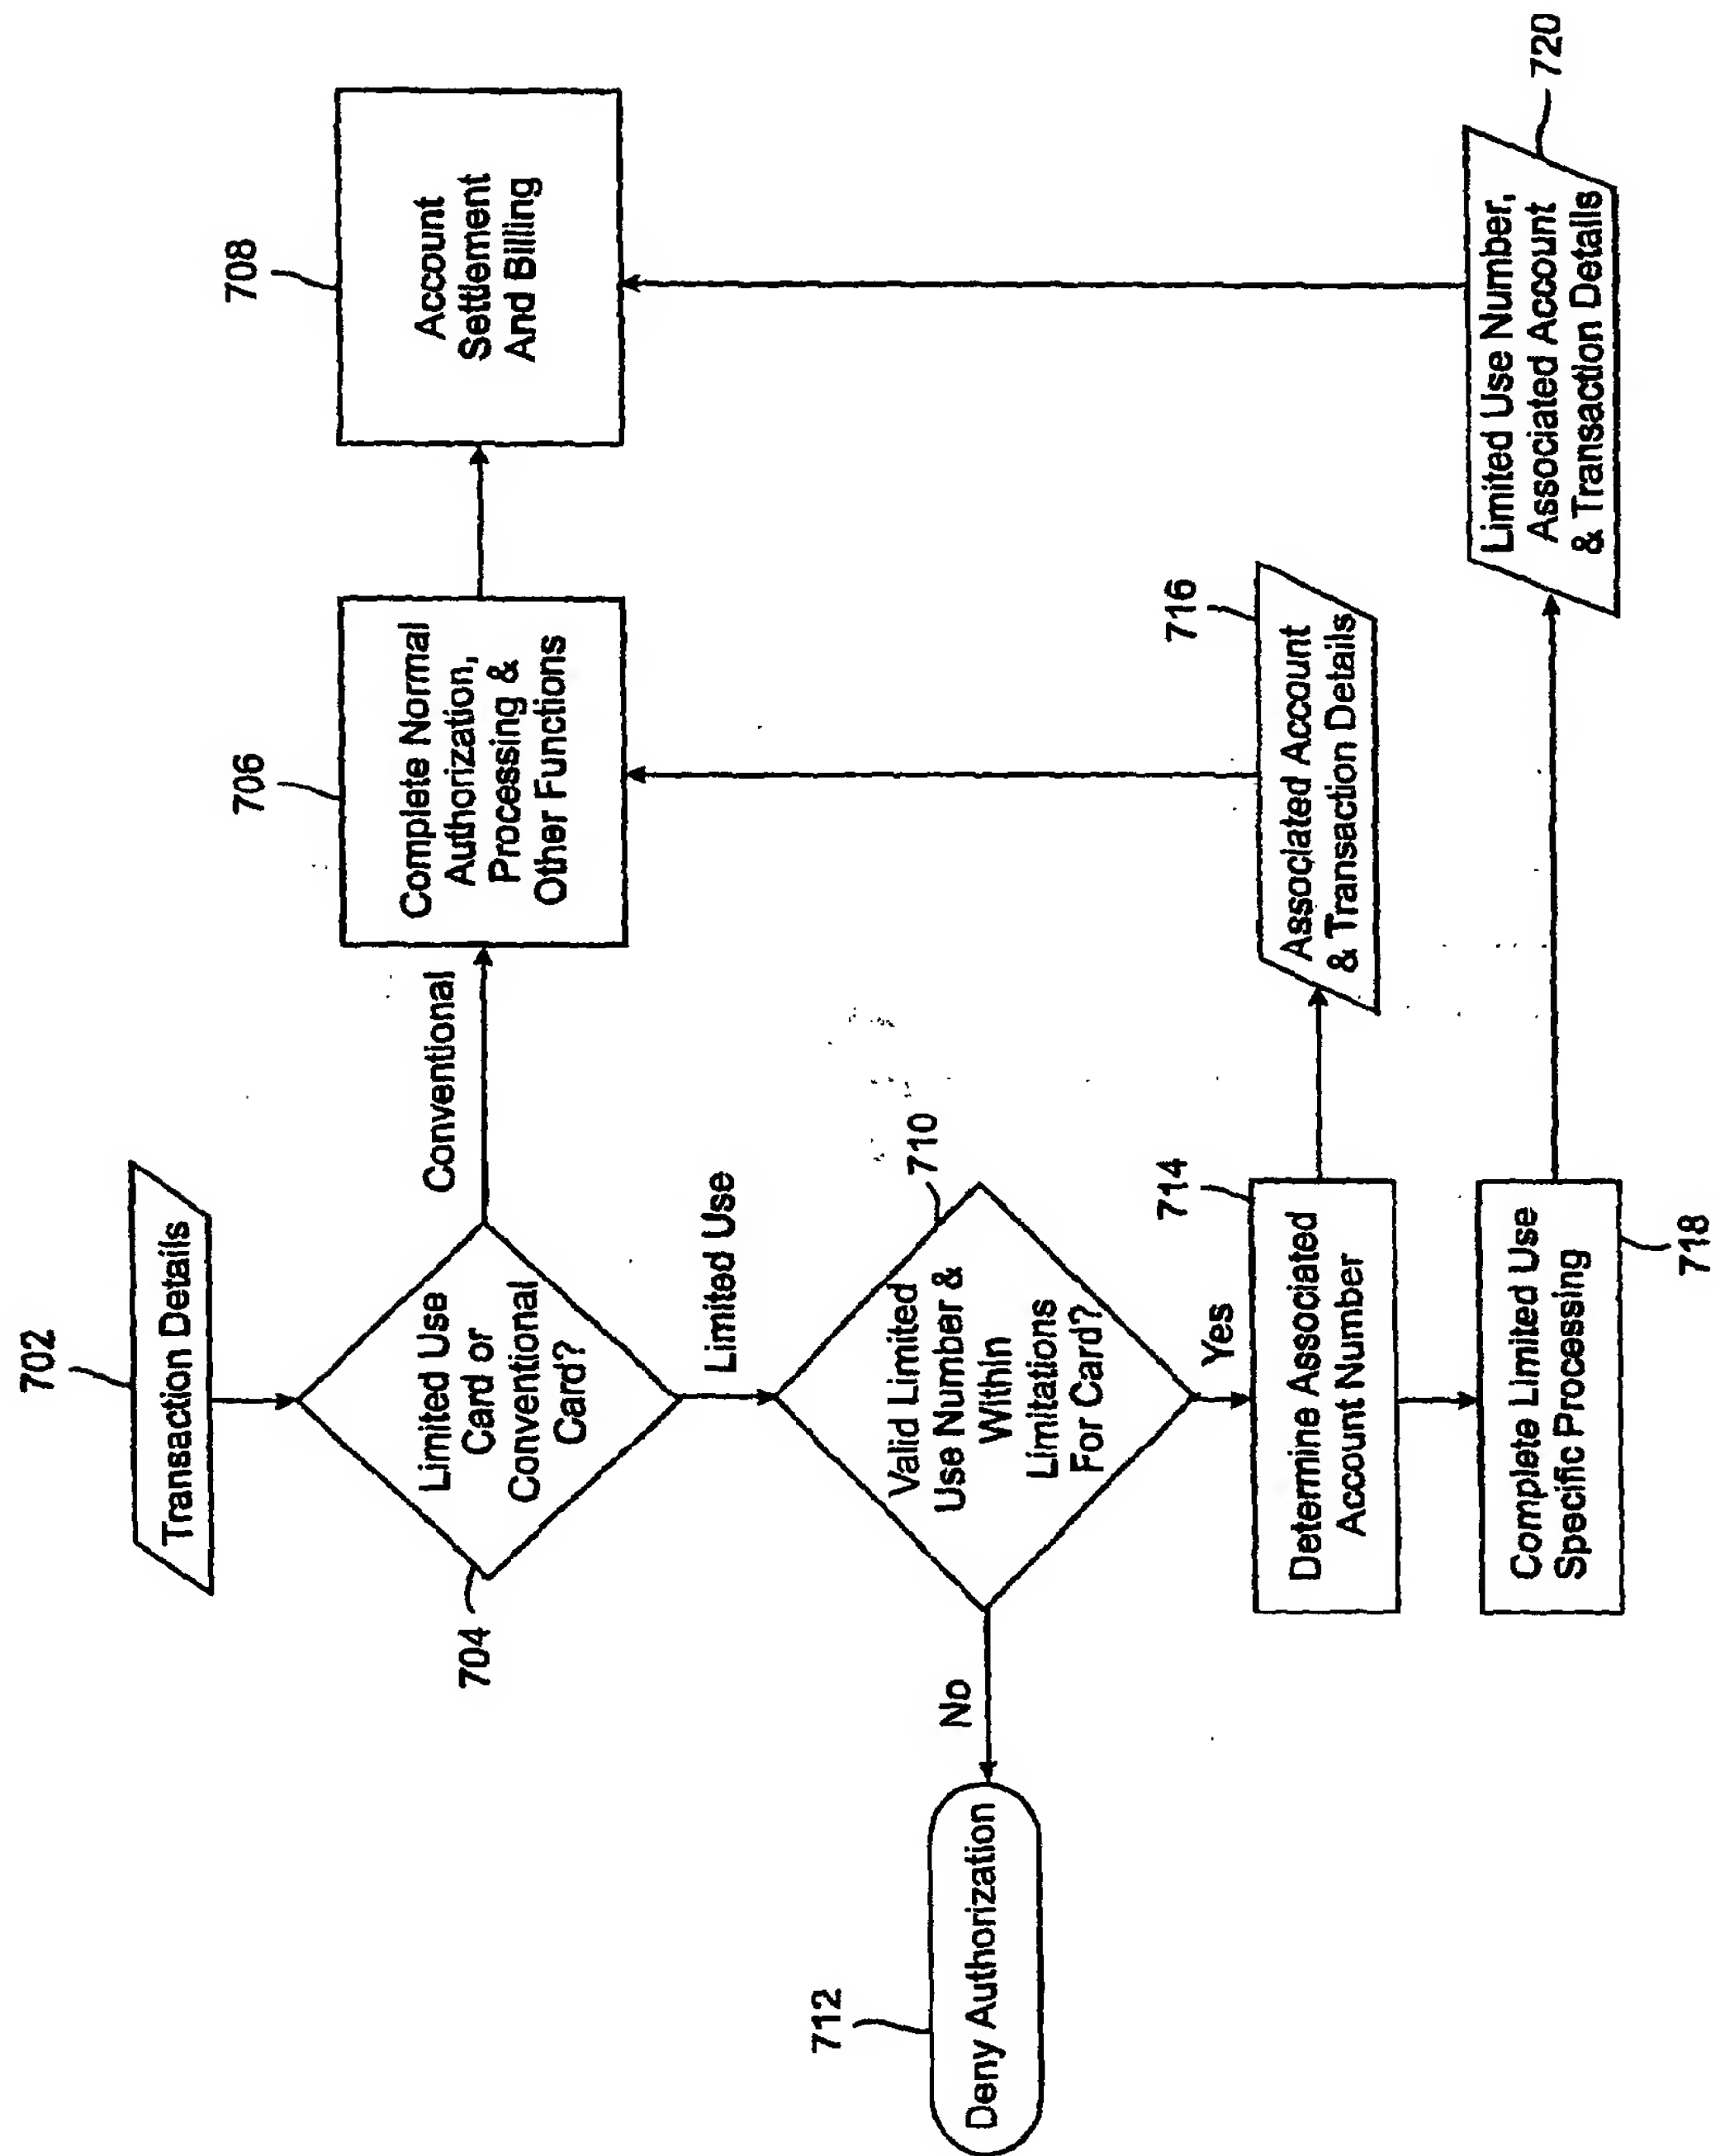 702
Transaction Details
704
Limited Use
Card or
Conventional
Card?
Conventional
706
Complete Normal
Authorization,
Processing &
Other Functions
708
Account
Settlement
And Billing
Limited Use
710
Valid Limited
Use Number &
Within
Limitations
For Card?
No
712
Deny Authorization
Yes
714
Determine Associated
Account Number
716
Associated Account
& Transaction Details
Complete Limited Use
Specific Processing
718
720
Limited Use Number,
Associated Account
& Transaction Details